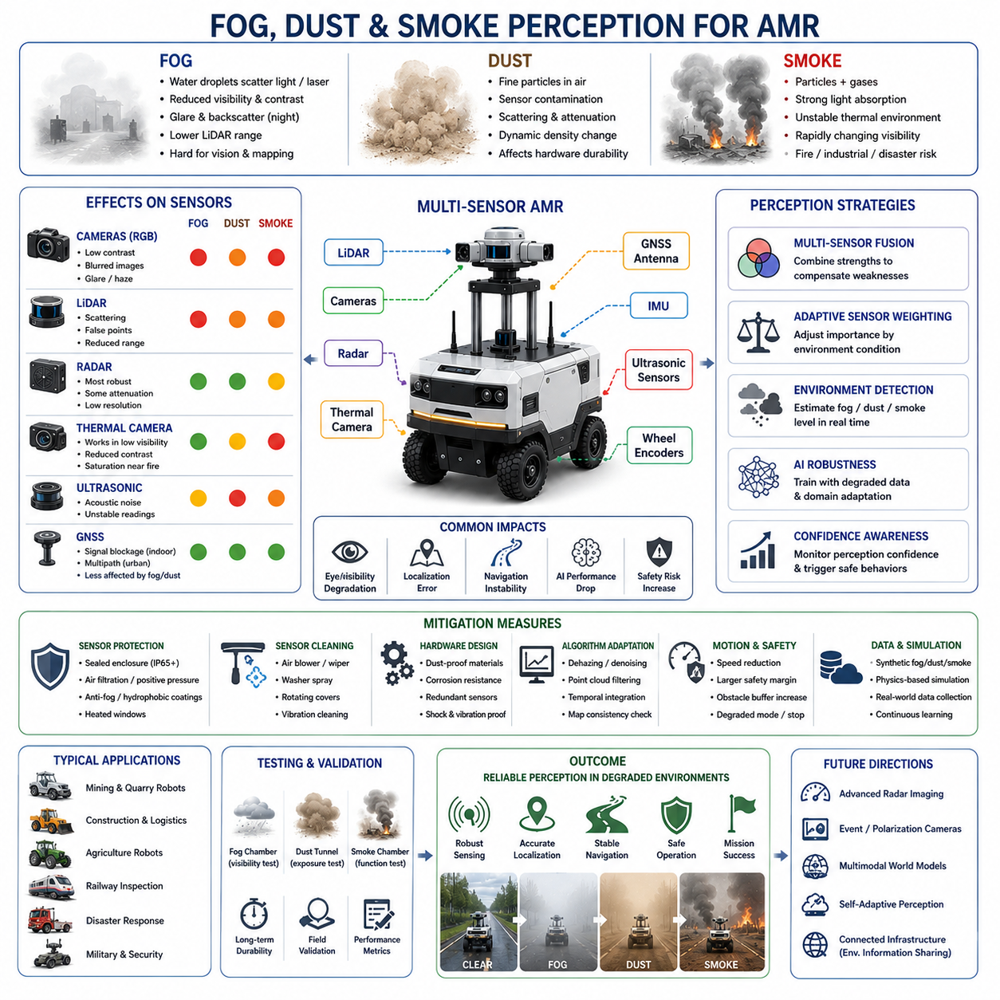 FOG, DUST & SMOKE PERCEPTION FOR AMR
FOG
• Water droplets scatter light / laser
• Reduced visibility & contrast
• Glare & backscatter (night)
• Lower LiDAR range
• Hard for vision & mapping
DUST
• Fine particles in air
• Sensor contamination
• Scattering & attenuation
• Dynamic density change
• Affects hardware durability
SMOKE
• Particles + gases
• Strong light absorption
• Unstable thermal environment
• Rapidly changing visibility
• Fire / industrial / disaster risk
EFFECTS ON SENSORS
FOG DUST SMOKE
CAMERAS (RGB)
• Low contrast
• Blurred images
• Glare / haze
LiDAR
• Scattering
• False points
• Reduced range
RADAR
• Most robust
• Some attenuation
• Low resolution
THERMAL CAMERA
• Works in low visibility
• Reduced contrast
• Saturation near fire
ULTRASONIC
• Acoustic noise
• Unstable readings
GNSS
• Signal blockage (indoor)
• Multipath (urban)
• Less affected by fog/dust
MULTI-SENSOR AMR
LiDAR
Cameras
Radar
Thermal
Camera
GNSS
Antenna
IMU
Ultrasonic
Sensors
Wheel
Encoders
COMMON IMPACTS
Eye/visibility
Degradation
Localization
Error
Navigation
Instability
AI Performance
Drop
Safety Risk
Increase
PERCEPTION STRATEGIES
MULTI-SENSOR FUSION
Combine strengths to
compensate weaknesses
ADAPTIVE SENSOR WEIGHTING
Adjust importance by
environment condition
ENVIRONMENT DETECTION
Estimate fog / dust / smoke
level in real time
AI ROBUSTNESS
Train with degraded data
& domain adaptation
CONFIDENCE AWARENESS
Monitor perception confidence
& trigger safe behaviors
MITIGATION MEASURES
SENSOR PROTECTION
• Sealed enclosure (IP65+)
• Air filtration / positive pressure
• Anti-fog / hydrophobic coatings
• Heated windows
SENSOR CLEANING
• Air blower / wiper
• Washer spray
• Rotating covers
• Vibration cleaning
HARDWARE DESIGN
• Dust-proof materials
• Corrosion resistance
• Redundant sensors
• Shock & vibration proof
ALGORITHM ADAPTATION
• Dehazing / denoising
• Point cloud filtering
• Temporal integration
• Map consistency check
MOTION & SAFETY
• Speed reduction
• Larger safety margin
• Obstacle buffer increase
• Degraded mode / stop
DATA & SIMULATION
• Synthetic fog/dust/smoke
• Physics-based simulation
• Real-world data collection
• Continuous learning
TYPICAL APPLICATIONS
Mining & Quarry Robots
Construction & Logistics
Agriculture Robots
Railway Inspection
Disaster Response
Military & Security
TESTING & VALIDATION
Fog Chamber
(visibility test)
Dust Tunnel
(exposure test)
Smoke Chamber
(function test)
Long-term
Durability
Field
Validation
Performance
Metrics
OUTCOME
RELIABLE PERCEPTION IN DEGRADED ENVIRONMENTS
Robust
Sensing
Accurate
Localization
Stable
Navigation
Safe
Operation
Mission
Success
CLEAR
FOG
DUST
SMOKE
FUTURE DIRECTIONS
Advanced Radar Imaging
Event / Polarization Cameras
Multimodal World Models
Self-Adaptive Perception
Connected Infrastructure
(Env. Information Sharing)